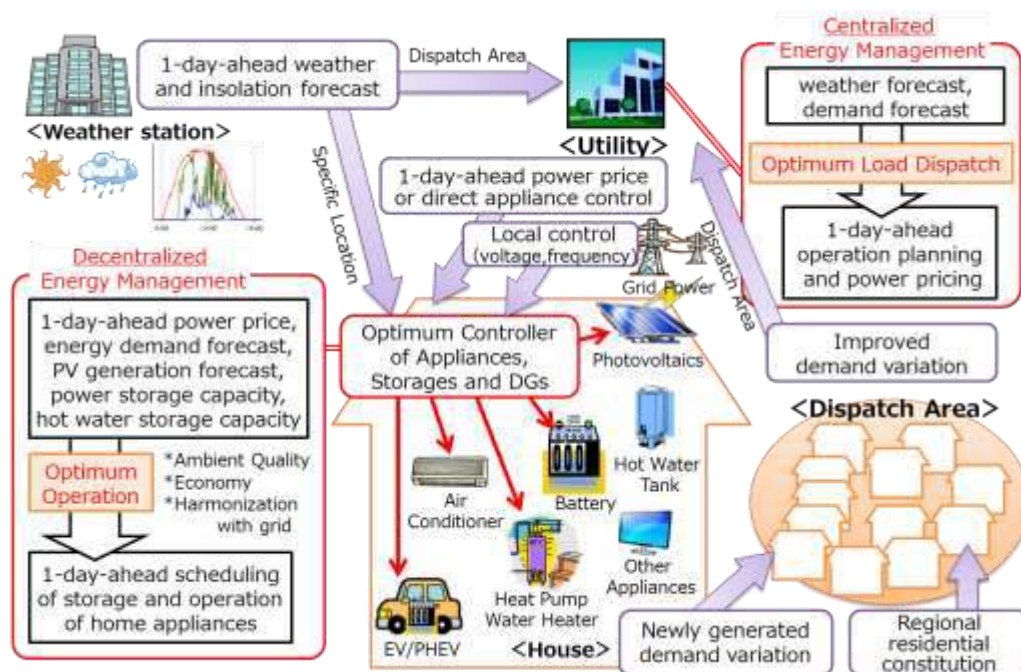 1-day-ahead weather
and insolation forecast
Dispatch Area
<Weather station>
<Utility>
Centralized
Energy Management
weather forecast,
demand forecast
Optimum Load Dispatch
1-day-ahead
operation planning
and power pricing
Specific Location
1-day-ahead power price
or direct appliance control
Local control
(voltage,frequency)
Grid Power
Dispatch Area
Improved
demand variation
Decentralized
Energy Management
1-day-ahead power price,
energy demand forecast,
PV generation forecast,
power storage capacity,
hot water storage capacity
Optimum
Operation
*Ambient Quality
*Economy
*Harmonization
with grid
1-day-ahead scheduling
of storage and operation
of home appliances
Optimum Controller
of Appliances,
Storages and DGs
Photovoltaics
Air
Conditioner
Battery
Hot Water
Tank
EV/PHEV
Heat Pump
Water Heater
Other
Appliances
<House>
<Dispatch Area>
Newly generated
demand variation
Regional
residential
constitution